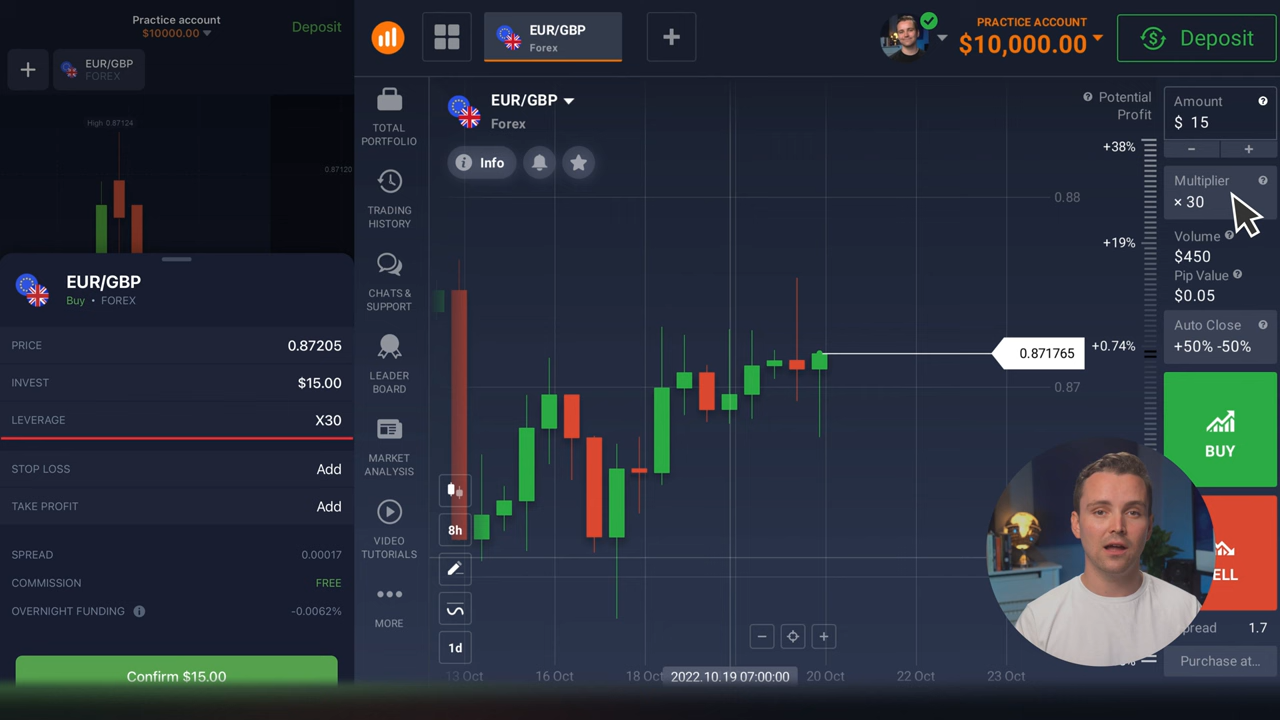 Practice account
$10000.00
Deposit
EUR/GBP
FOREX
High 0.87124
0.87120
EUR/GBP
Buy • FOREX
PRICE 0.87205
INVEST $15.00
LEVERAGE X30
STOP LOSS Add
TAKE PROFIT Add
SPREAD 0.00017
COMMISSION FREE
OVERNIGHT FUNDING -0.0062%
Confirm $15.00
EUR/GBP
Forex
PRACTICE ACCOUNT
$10,000.00
Deposit
TOTAL
PORTFOLIO
TRADING
HISTORY
CHATS &
SUPPORT
LEADER
BOARD
MARKET
ANALYSIS
VIDEO
TUTORIALS
MORE
EUR/GBP
Forex
Info
8h
1d
Potential
Profit
+38%
+19%
+0.74%
0.88
0.871765
0.87
13 Oct
16 Oct
18 Oct
2022.10.19 07:00:00
20 Oct
22 Oct
23 Oct
Amount
$ 15
Multiplier
× 30
Volume
$450
Pip Value
$0.05
Auto Close
+50% -50%
BUY
ELL
pread 1.7
Purchase at...